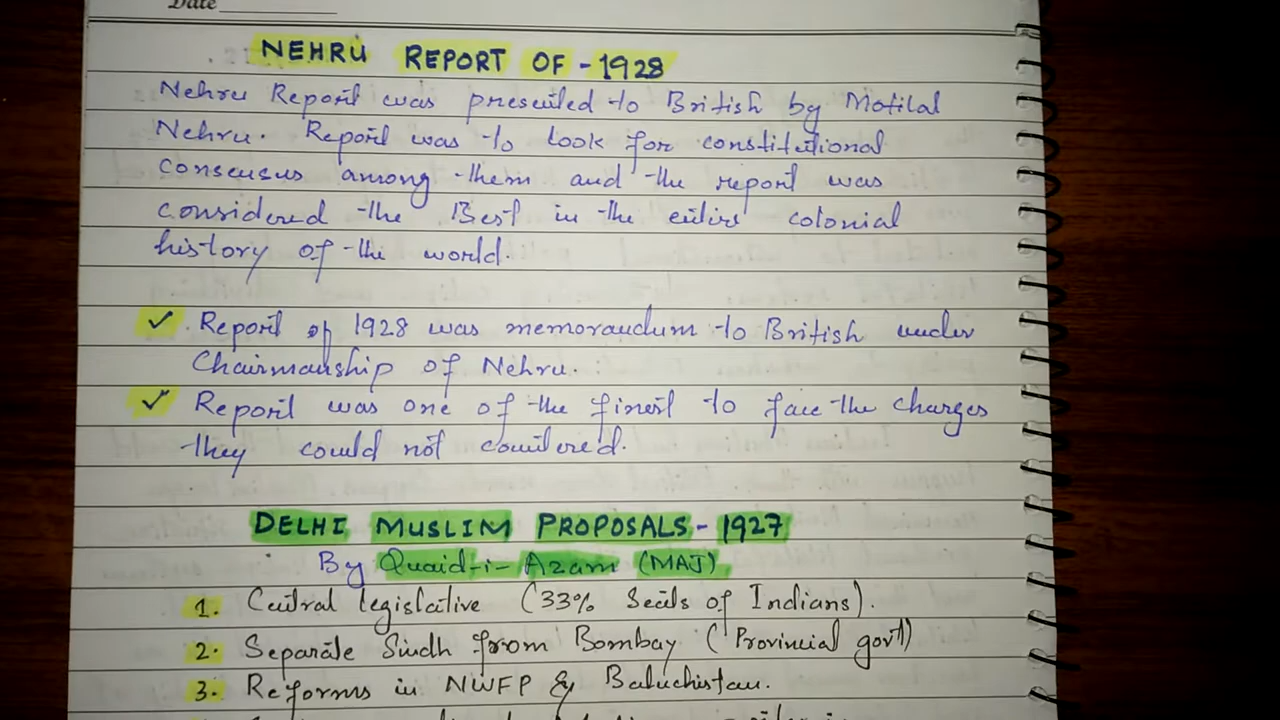 Date
NEHRU REPORT OF - 1928
Nehru Report was presented to British by Motilal
Nehru. Report was to look for constitutional
consensus among them and the report was
considered the Best in the entire colonial
history of the world.
✓ Report of 1928 was memorandum to British under
Chairmanship of Nehru.
✓ Report was one of the finest to face the charges
they could not countered.
DELHI MUSLIM PROPOSALS - 1927
By Quaid-i-Azam (MAJ)
1. Central legislative (33% Seats of Indians).
2. Separate Sindh from Bombay (Provincial govt)
3. Reforms in NWFP & Baluchistan.